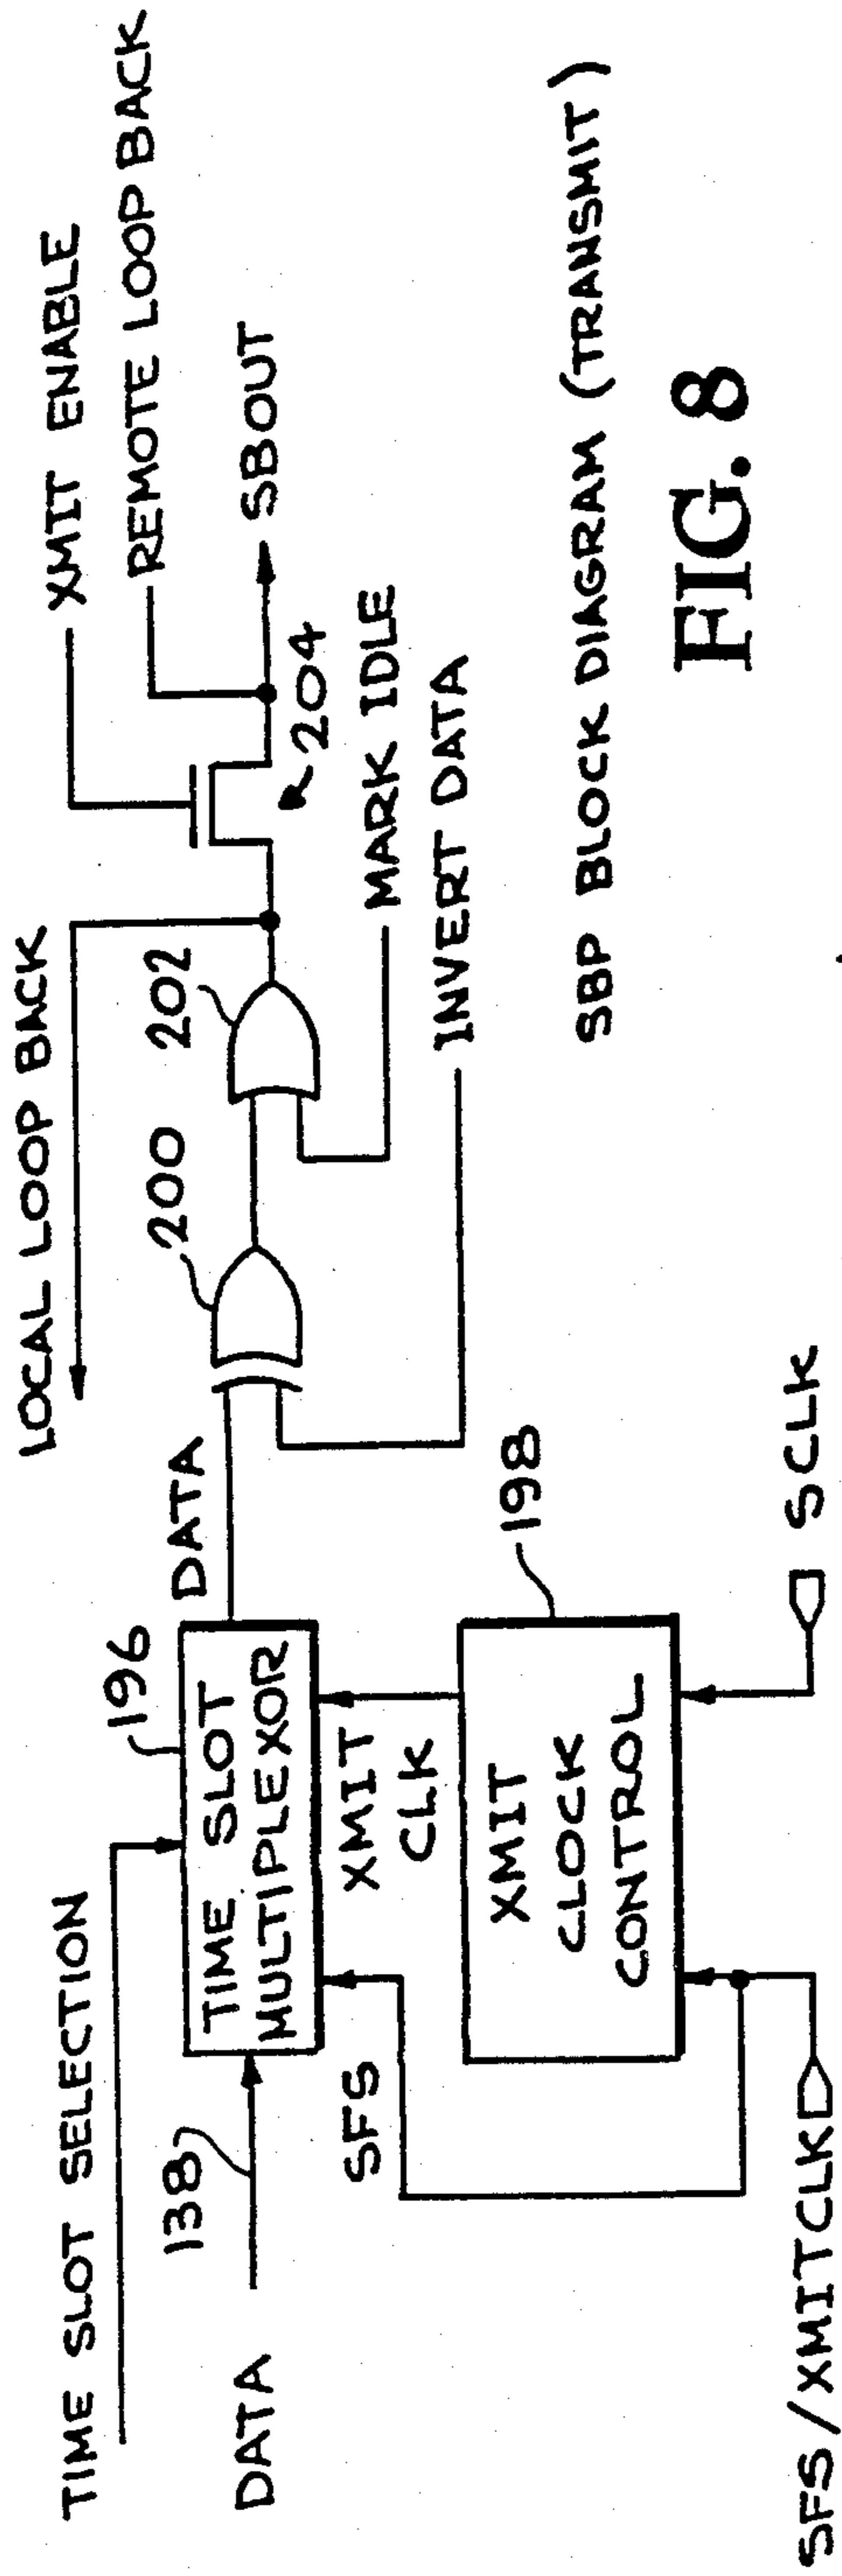 TIME SLOT SELECTION
DATA
138
196
TIME SLOT
MULTIPLEXOR
SFS
XMIT
CLK
XMIT
CLOCK
CONTROL
198
SFS/XMITCLK
SCLK
DATA
LOCAL LOOP BACK
200
202
XMIT ENABLE
REMOTE LOOP BACK
SBOUT
204
MARK IDLE
INVERT DATA
SBP BLOCK DIAGRAM (TRANSMIT)
FIG. 8